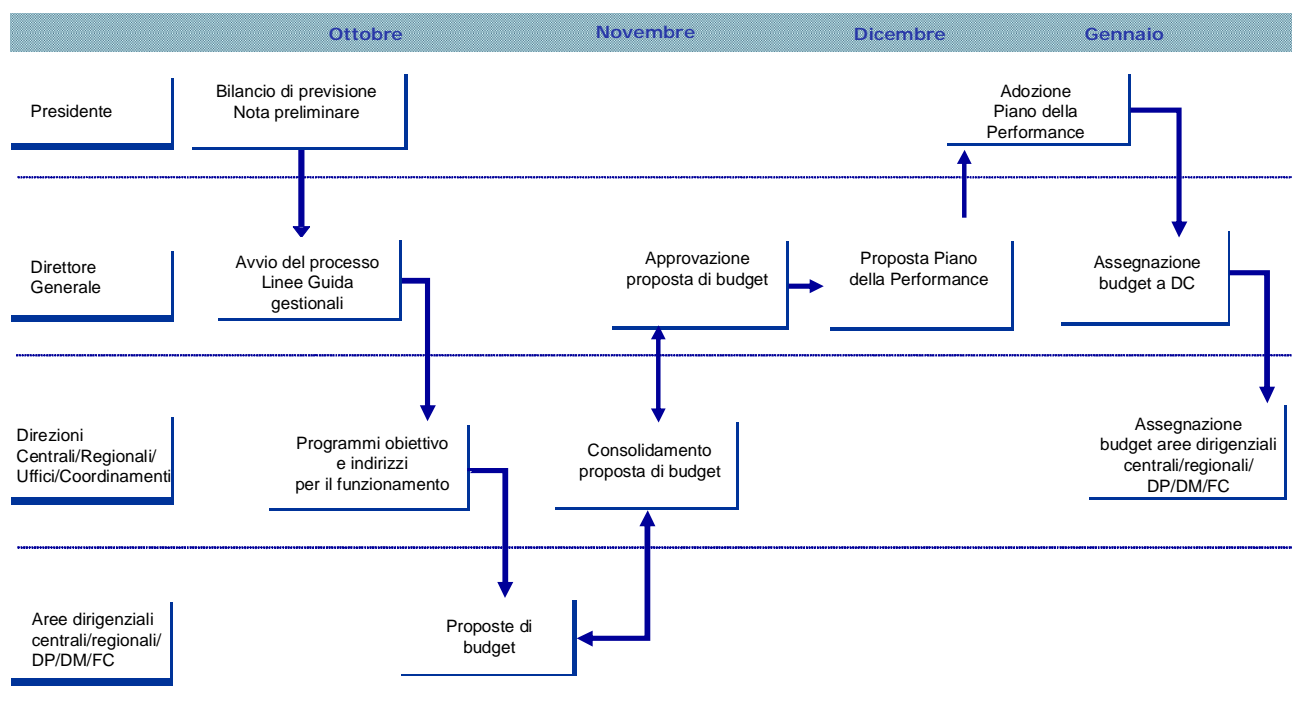 Ottobre
Novembre
Dicembre
Gennaio
Presidente
Bilancio di previsione
Nota preliminare
Adozione
Piano della
Performance
Direttore
Generale
Avvio del processo
Linee Guida
gestionali
Approvazione
proposta di budget
Proposta Piano
della Performance
Assegnazione
budget a DC
Direzioni
Centrali/Regionali/
Uffici/Coordinamenti
Programmi obiettivo
e indirizzi
per il funzionamento
Consolidamento
proposta di budget
Assegnazione
budget aree dirigenziali
centrali/regionali/
DP/DM/FC
Aree dirigenziali
centrali/regionali/
DP/DM/FC
Proposte di
budget